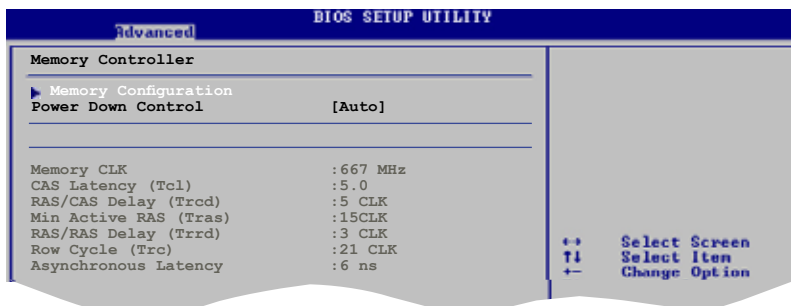 BIOS SETUP UTILITY
Advanced
Memory Controller
Memory Configuration
Power Down Control [Auto]
Memory CLK :667 MHz
CAS Latency (Tcl) :5.0
RAS/CAS Delay (Trcd) :5 CLK
Min Active RAS (Tras) :15CLK
RAS/RAS Delay (Trrd) :3 CLK
Row Cycle (Trc) :21 CLK
Asynchronous Latency :6 ns
↔ Select Screen
↑↓ Select Item
+- Change Option